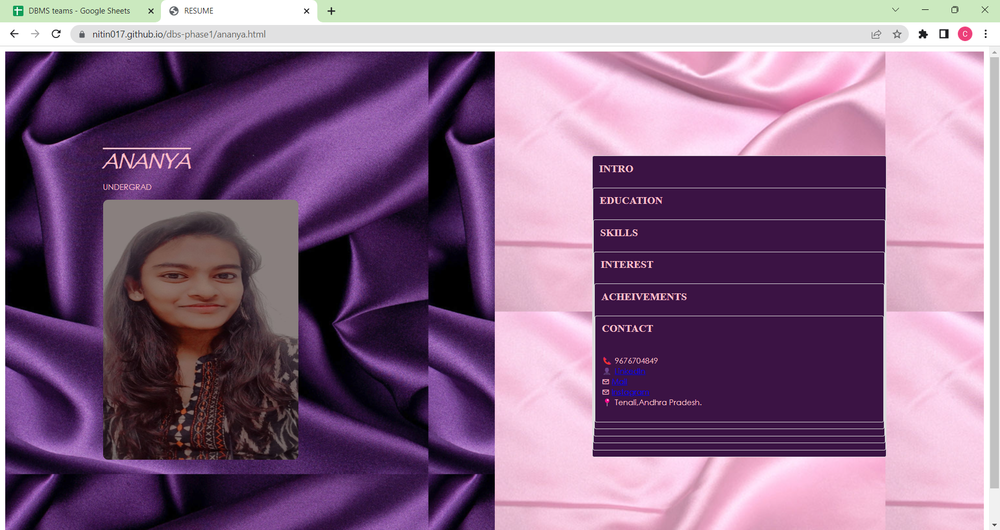 DBMS teams - Google Sheets
RESUME
nitin017.github.io/dbs-phase1/ananya.html
C
ANANYA
UNDERGRAD
INTRO
EDUCATION
SKILLS
INTEREST
ACHEIVEMENTS
CONTACT
9676704849
LinkedIn
Mail
Instagram
Tenali,Andhra Pradesh.